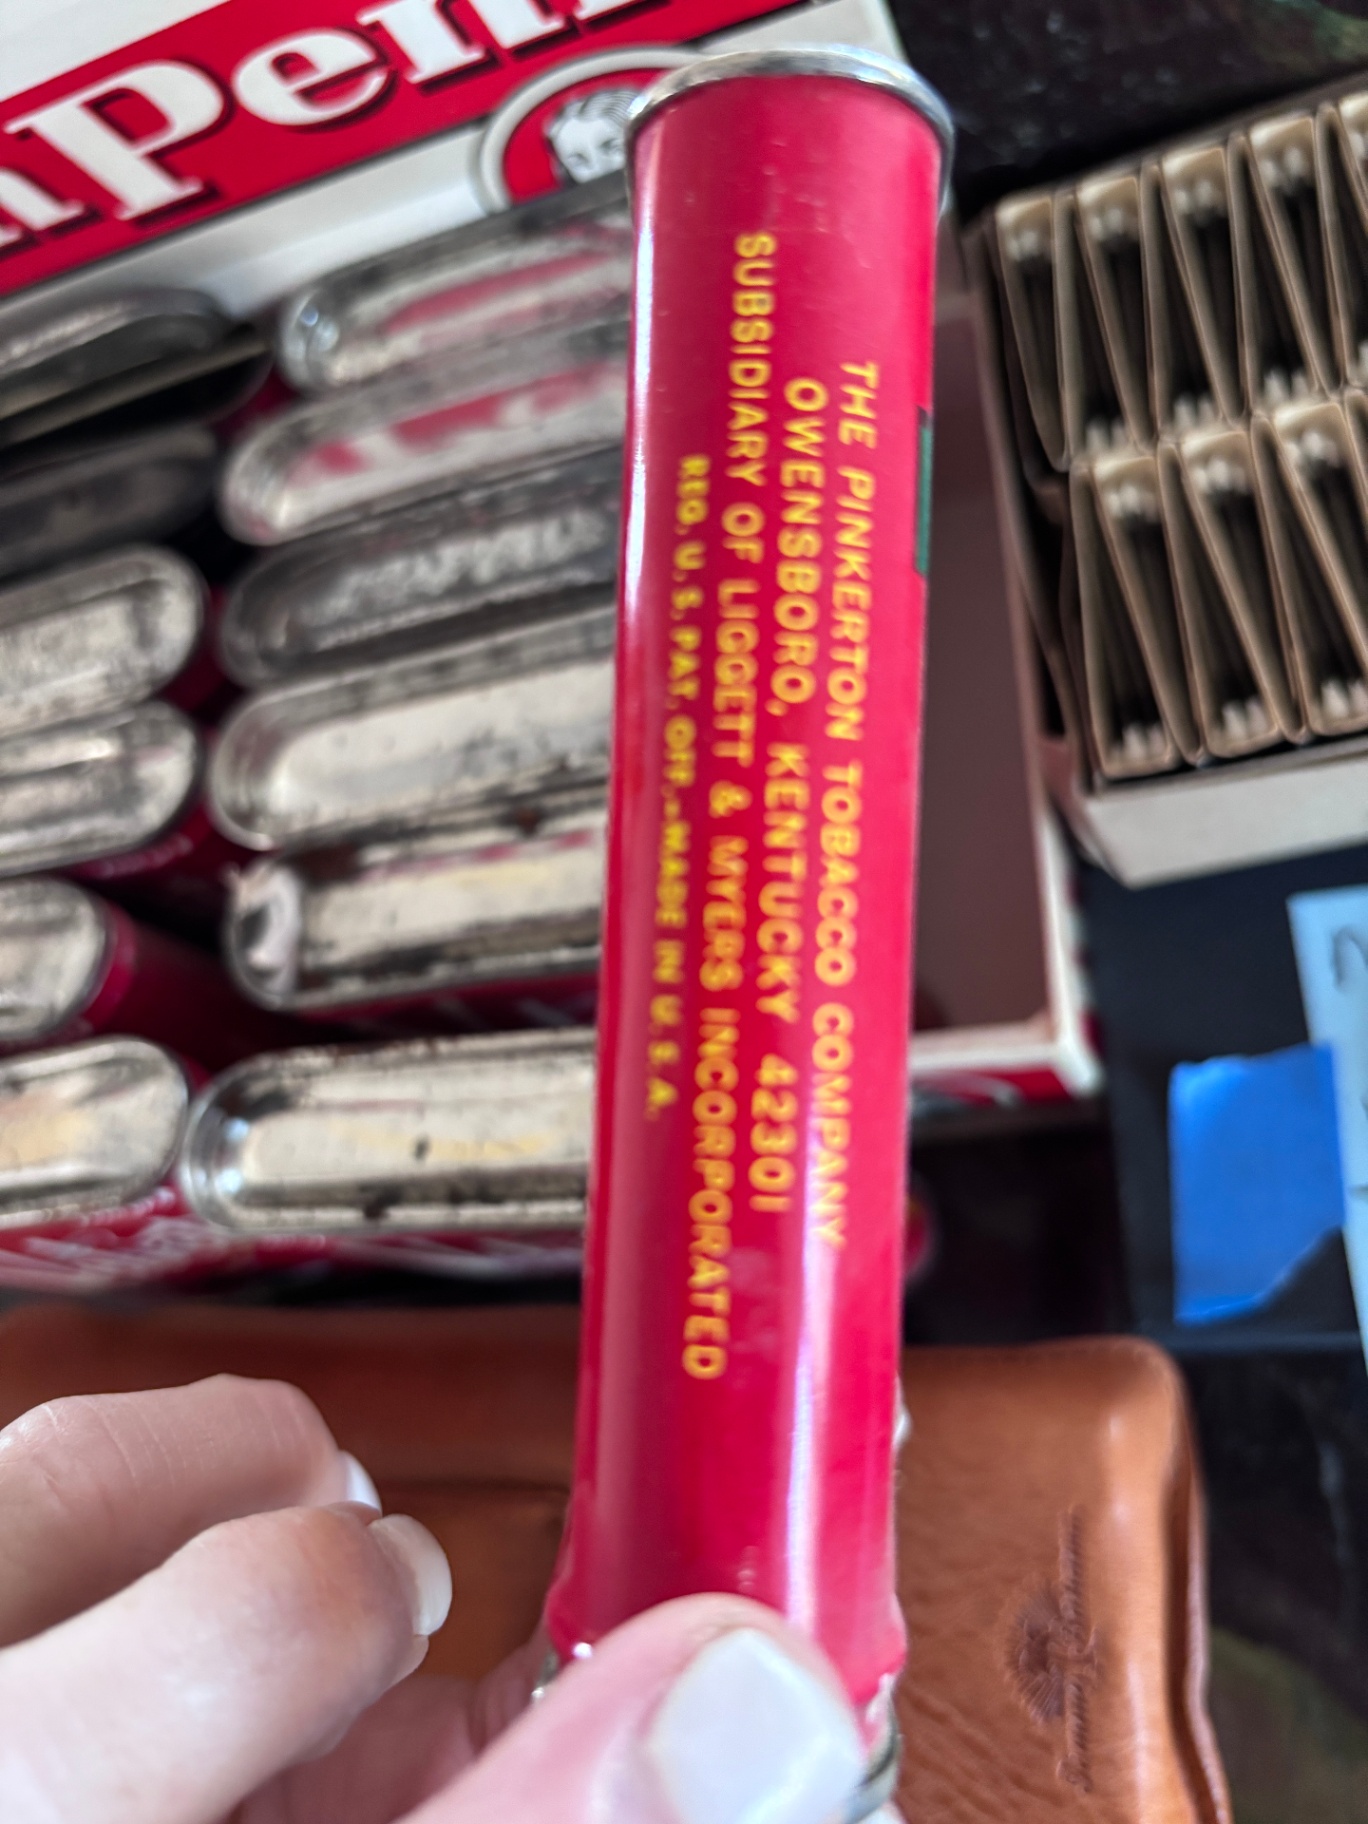 THE PINKERTON TOBACCO COMPANY
OWENSBORO, KENTUCKY 42301
SUBSIDIARY OF LIGGETT & MYERS INCORPORATED
REG. U.S. PAT. OFF.-MADE IN U.S.A.